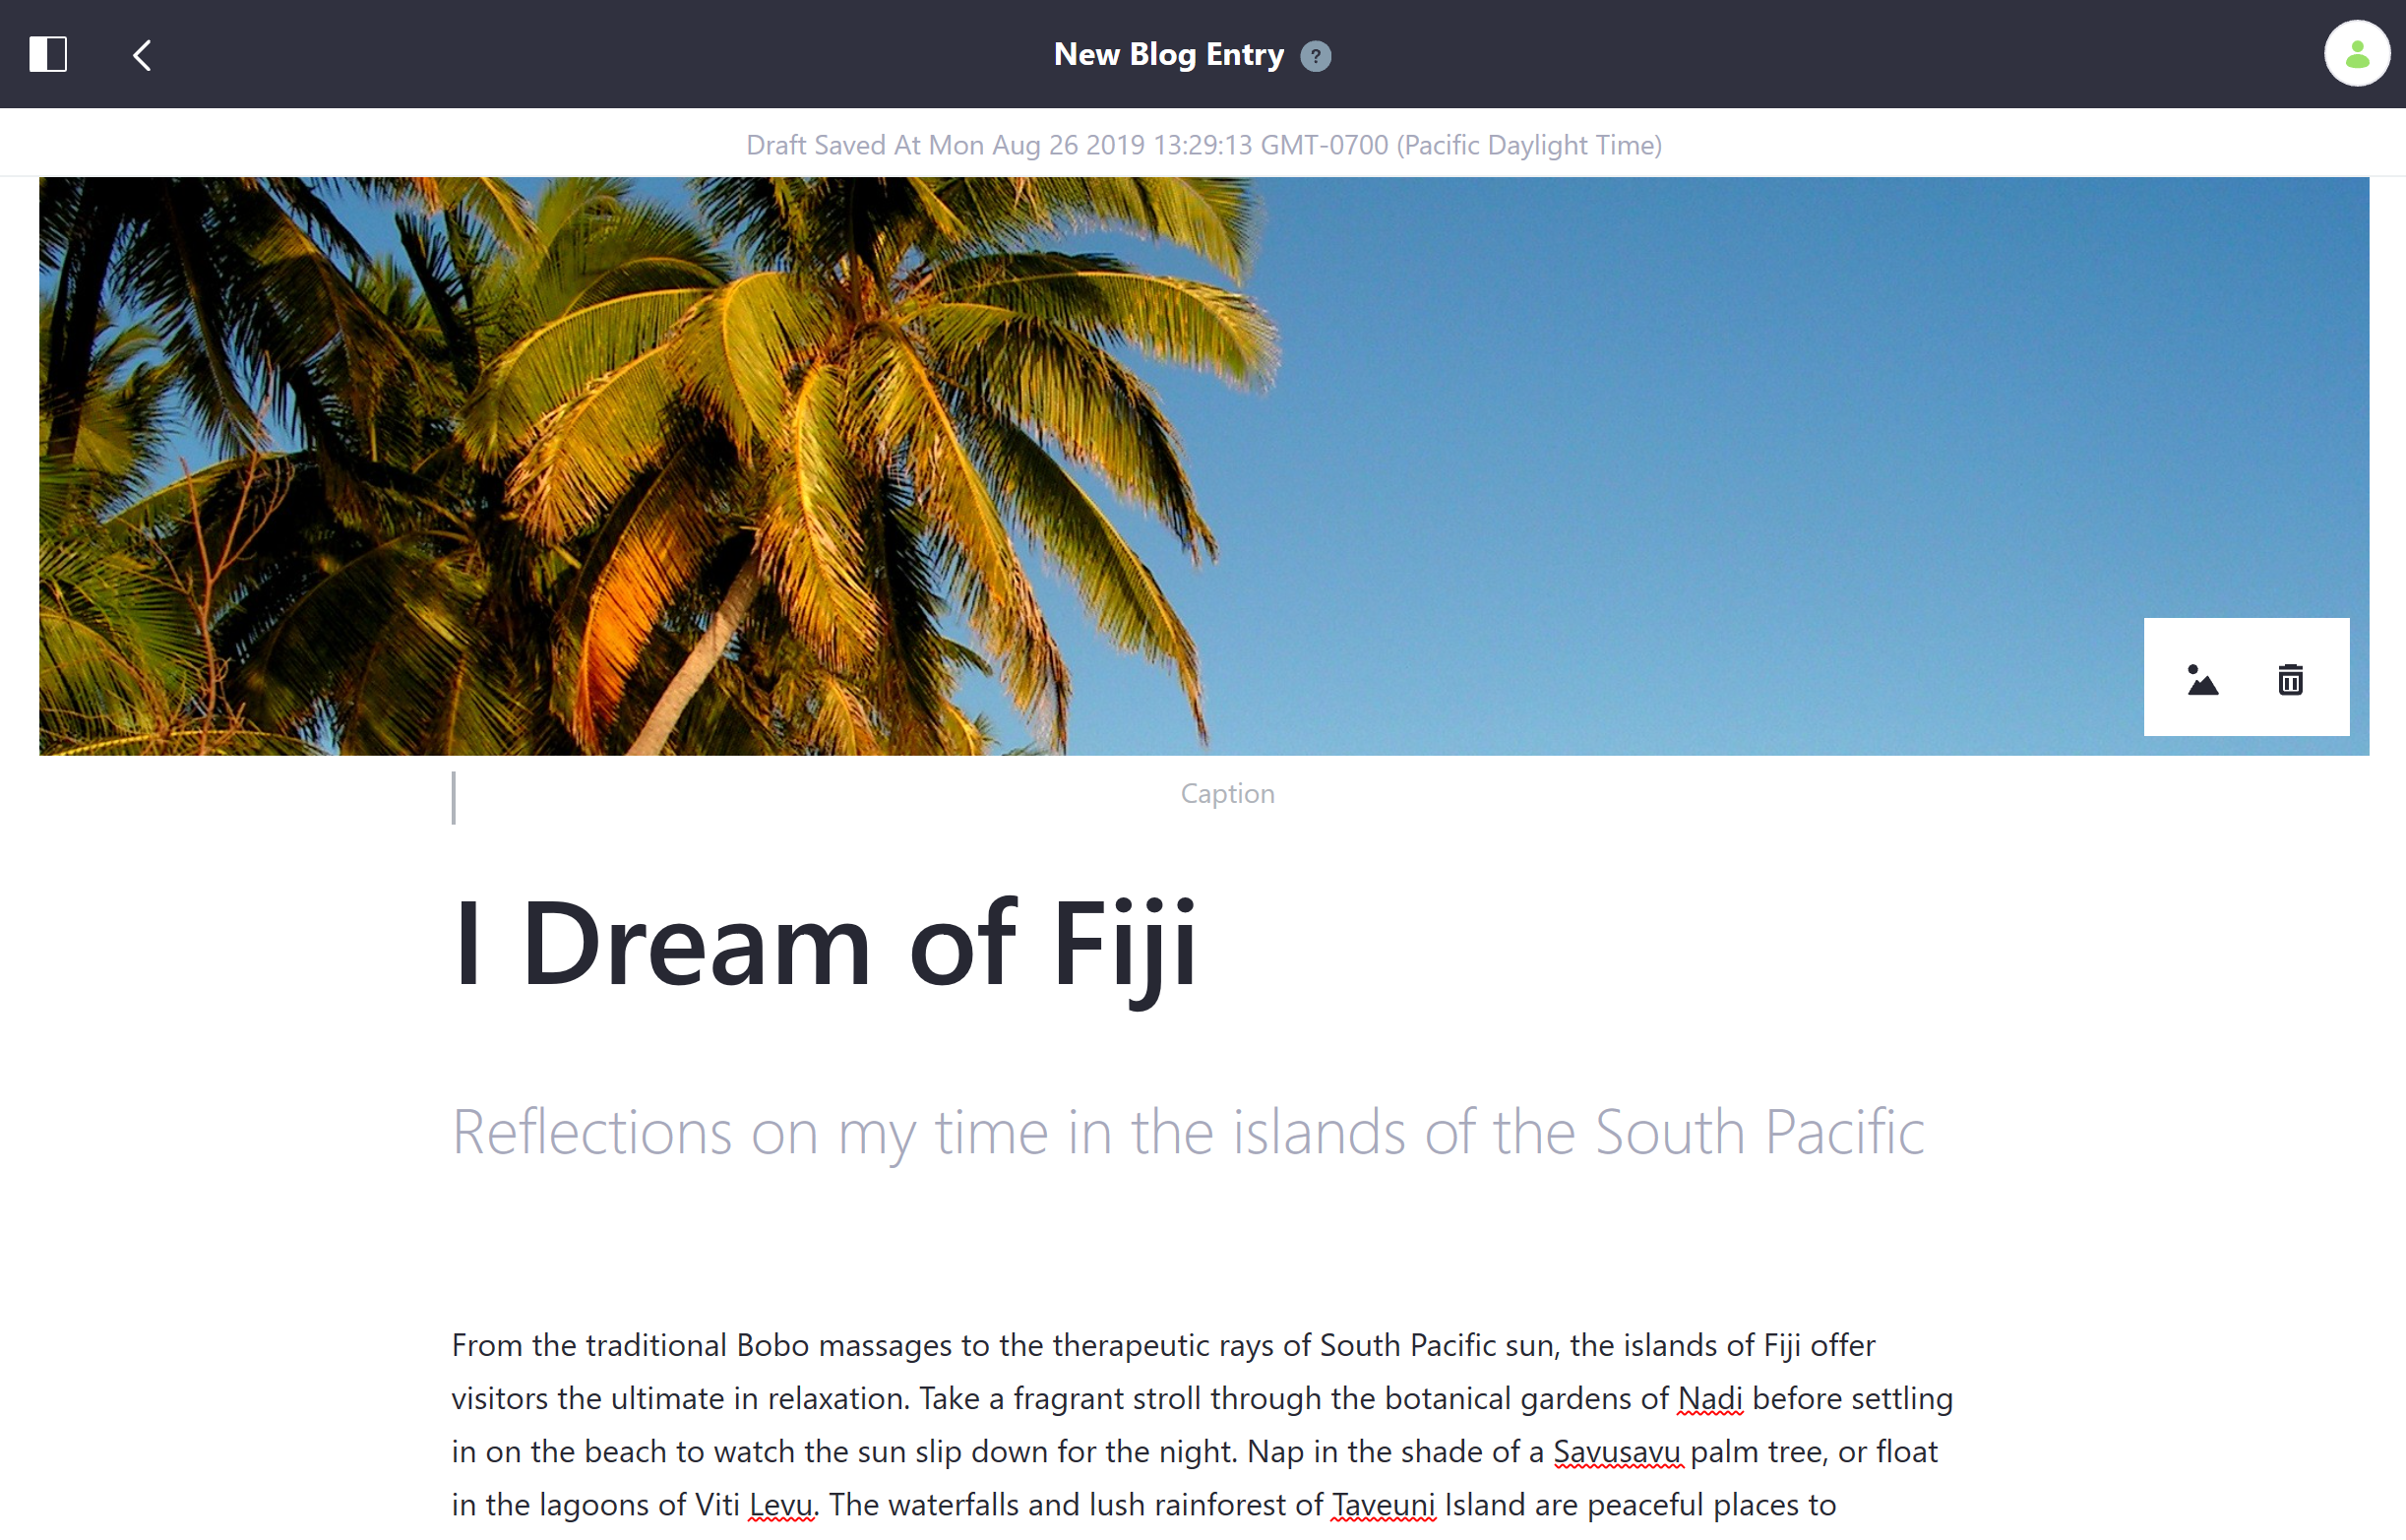 New Blog Entry ?
Draft Saved At Mon Aug 26 2019 13:29:13 GMT-0700 (Pacific Daylight Time)
Caption
I Dream of Fiji
Reflections on my time in the islands of the South Pacific
From the traditional Bobo massages to the therapeutic rays of South Pacific sun, the islands of Fiji offer
visitors the ultimate in relaxation. Take a fragrant stroll through the botanical gardens of Nadi before settling
in on the beach to watch the sun slip down for the night. Nap in the shade of a Savusavu palm tree, or float
in the lagoons of Viti Levu. The waterfalls and lush rainforest of Taveuni Island are peaceful places to